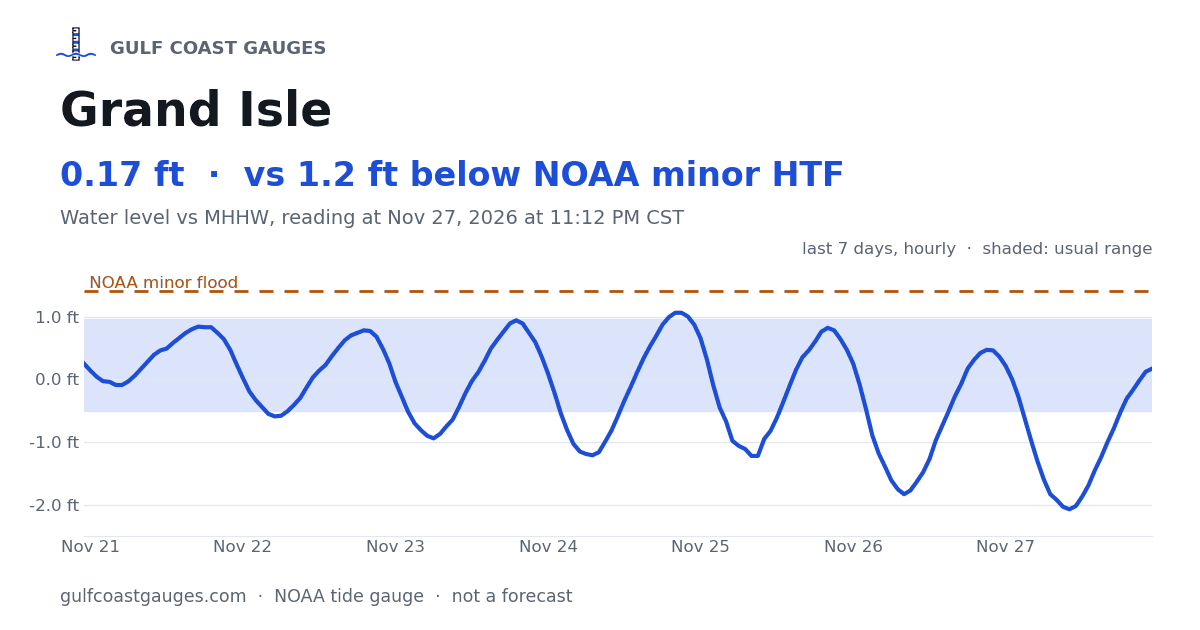 GULF COAST GAUGES
Grand Isle
0.17 ft · vs 1.2 ft below NOAA minor HTF
Water level vs MHHW, reading at Nov 27, 2026 at 11:12 PM CST
last 7 days, hourly · shaded: usual range
NOAA minor flood
1.0 ft
0.0 ft
-1.0 ft
-2.0 ft
Nov 21 Nov 22 Nov 23 Nov 24 Nov 25 Nov 26 Nov 27
gulfcoastgauges.com · NOAA tide gauge · not a forecast